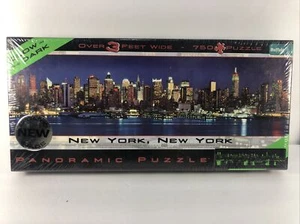 GLOW IN THE DARK
OVER 3 FEET WIDE - 750 PUZZLE
NEW
NEW YORK, NEW YORK
PANORAMIC PUZZLE